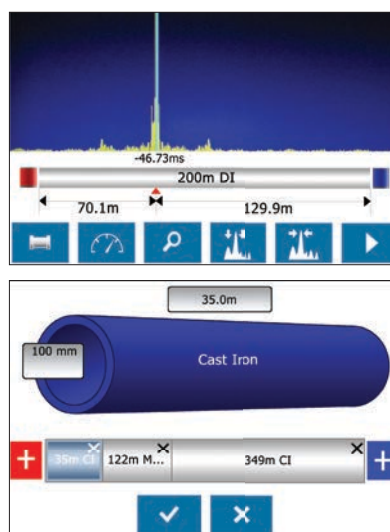 -46.73ms
200m DI
70.1m 129.9m
35.0m
100 mm
Cast Iron
35m CI 122m M... 349m CI